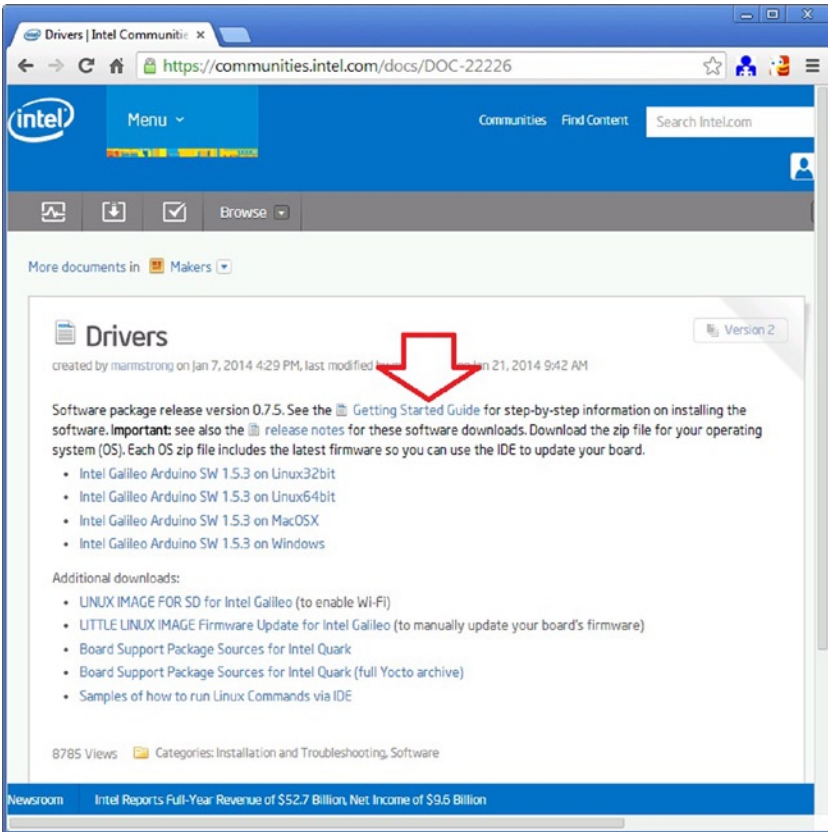 Drivers | Intel Communitie
https://communities.intel.com/docs/DOC-22226
intel
Menu
Communities Find Content Search Intel.com
Browse
More documents in Makers
Drivers
Version 2
created by marmstrong on Jan 7, 2014 4:29 PM, last modified Jan 21, 2014 9:42 AM
Software package release version 0.7.5. See the Getting Started Guide for step-by-step information on installing the
software. Important: see also the release notes for these software downloads. Download the zip file for your operating
system (OS). Each OS zip file includes the latest firmware so you can use the IDE to update your board.
• Intel Galileo Arduino SW 1.5.3 on Linux32bit
• Intel Galileo Arduino SW 1.5.3 on Linux64bit
• Intel Galileo Arduino SW 1.5.3 on MacOSX
• Intel Galileo Arduino SW 1.5.3 on Windows
Additional downloads:
• LINUX IMAGE FOR SD for Intel Galileo (to enable Wi-Fi)
• LITTLE LINUX IMAGE Firmware Update for Intel Galileo (to manually update your board's firmware)
• Board Support Package Sources for Intel Quark
• Board Support Package Sources for Intel Quark (full Yocto archive)
• Samples of how to run Linux Commands via IDE
8785 Views Categories: Installation and Troubleshooting, Software
Newsroom Intel Reports Full-Year Revenue of $52.7 Billion, Net Income of $9.6 Billion